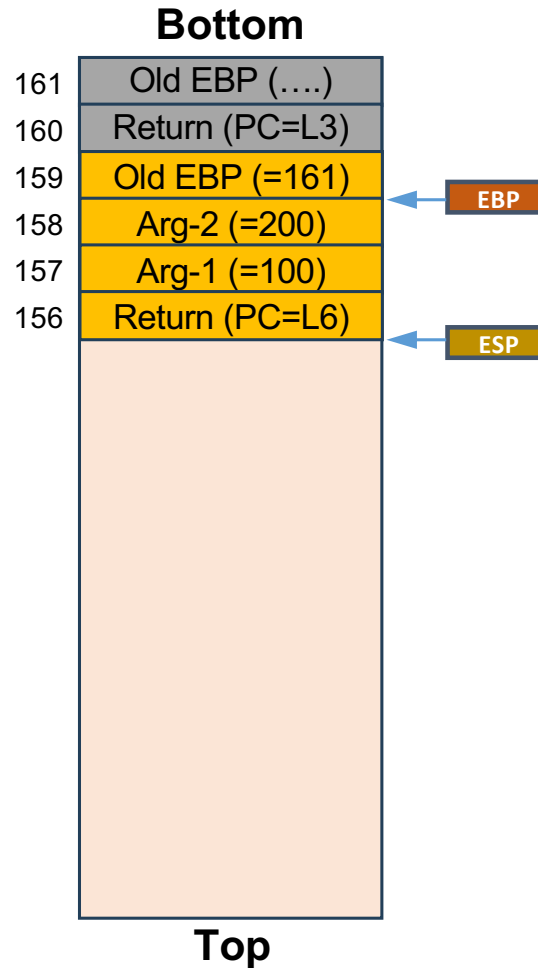 Bottom
161 Old EBP (....)
160 Return (PC=L3)
159 Old EBP (=161)
EBP
158 Arg-2 (=200)
157 Arg-1 (=100)
156 Return (PC=L6)
ESP
Top